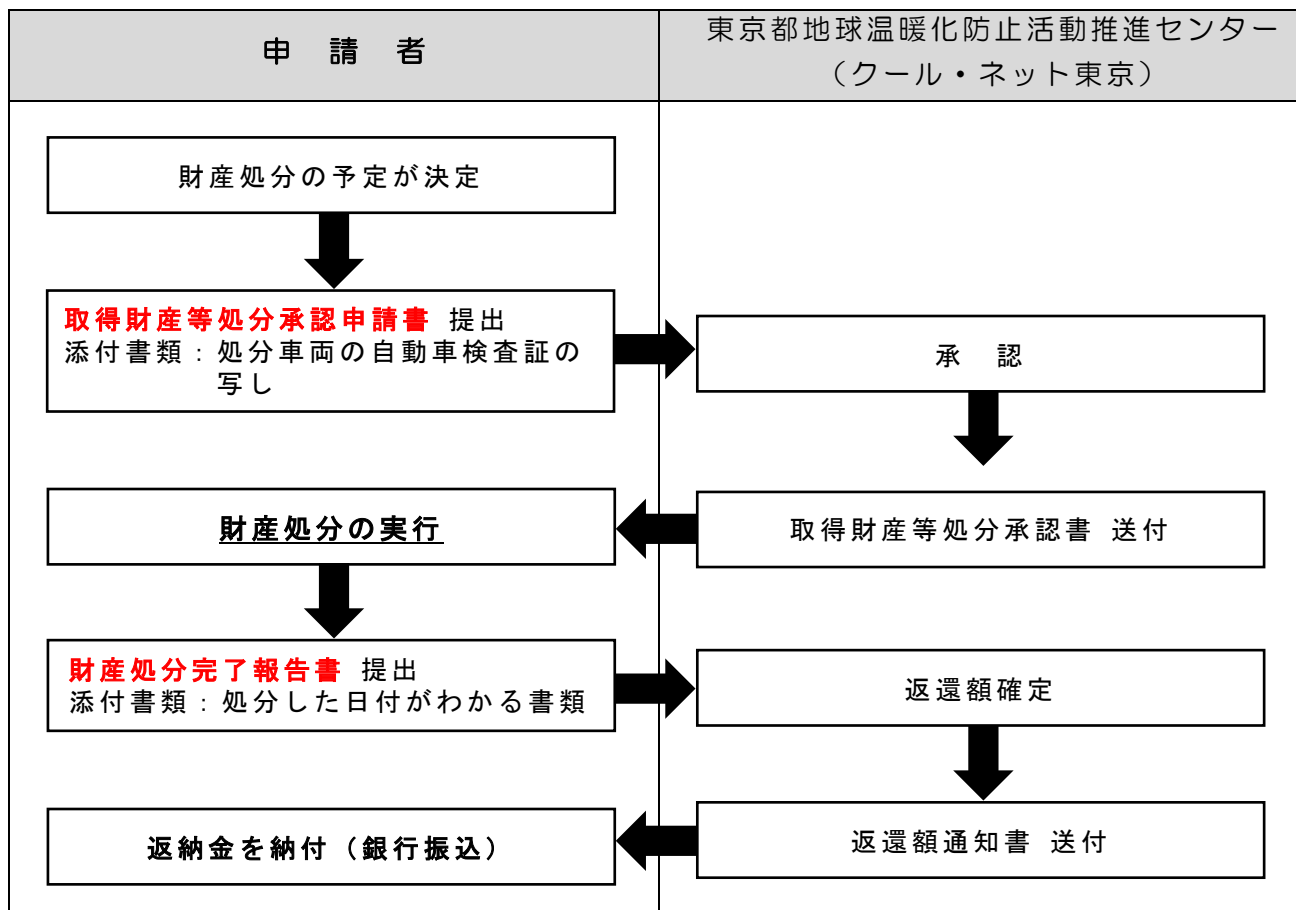 申 請 者
東京都地球温暖化防止活動推進センター
（クール・ネット東京）
財産処分の予定が決定
取得財産等処分承認申請書 提出
添付書類：処分車両の自動車検査証の
写し
承 認
取得財産等処分承認書 送付
財産処分の実行
財産処分完了報告書 提出
添付書類：処分した日付がわかる書類
返還額確定
返還額通知書 送付
返納金を納付（銀行振込）